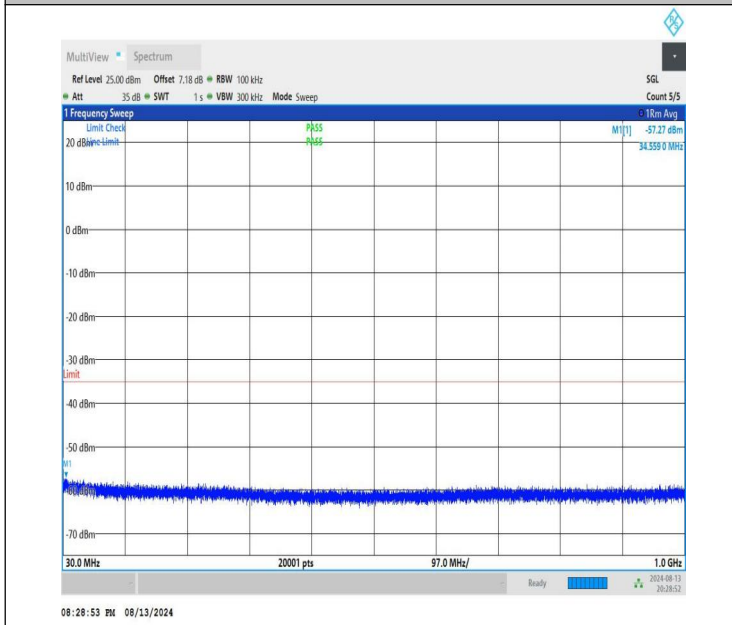 MultiView Spectrum
Ref Level 25.00 dBm Offset 7.18 dB RBW 100 kHz SGL
Att 35 dB SWT 1 s VBW 300 kHz Mode Sweep Count 5/5
1 Frequency Sweep 1Rm Avg
Limit Check PASS M1[1] -57.27 dBm
20 dBm Line Limit PASS 34.559 0 MHz
10 dBm
0 dBm
-10 dBm
-20 dBm
-30 dBm
Limit
-40 dBm
-50 dBm
M1
-60 dBm
-70 dBm
30.0 MHz 20001 pts 97.0 MHz/ 1.0 GHz
Ready 2024-08-13
20:28:52
08:28:53 PM 08/13/2024